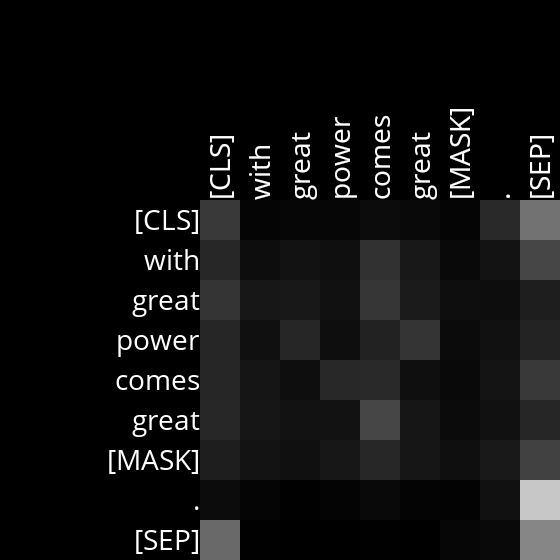 [CLS] with great power comes great [MASK] . [SEP]
[CLS]
with
great
power
comes
great
[MASK]
.
[SEP]